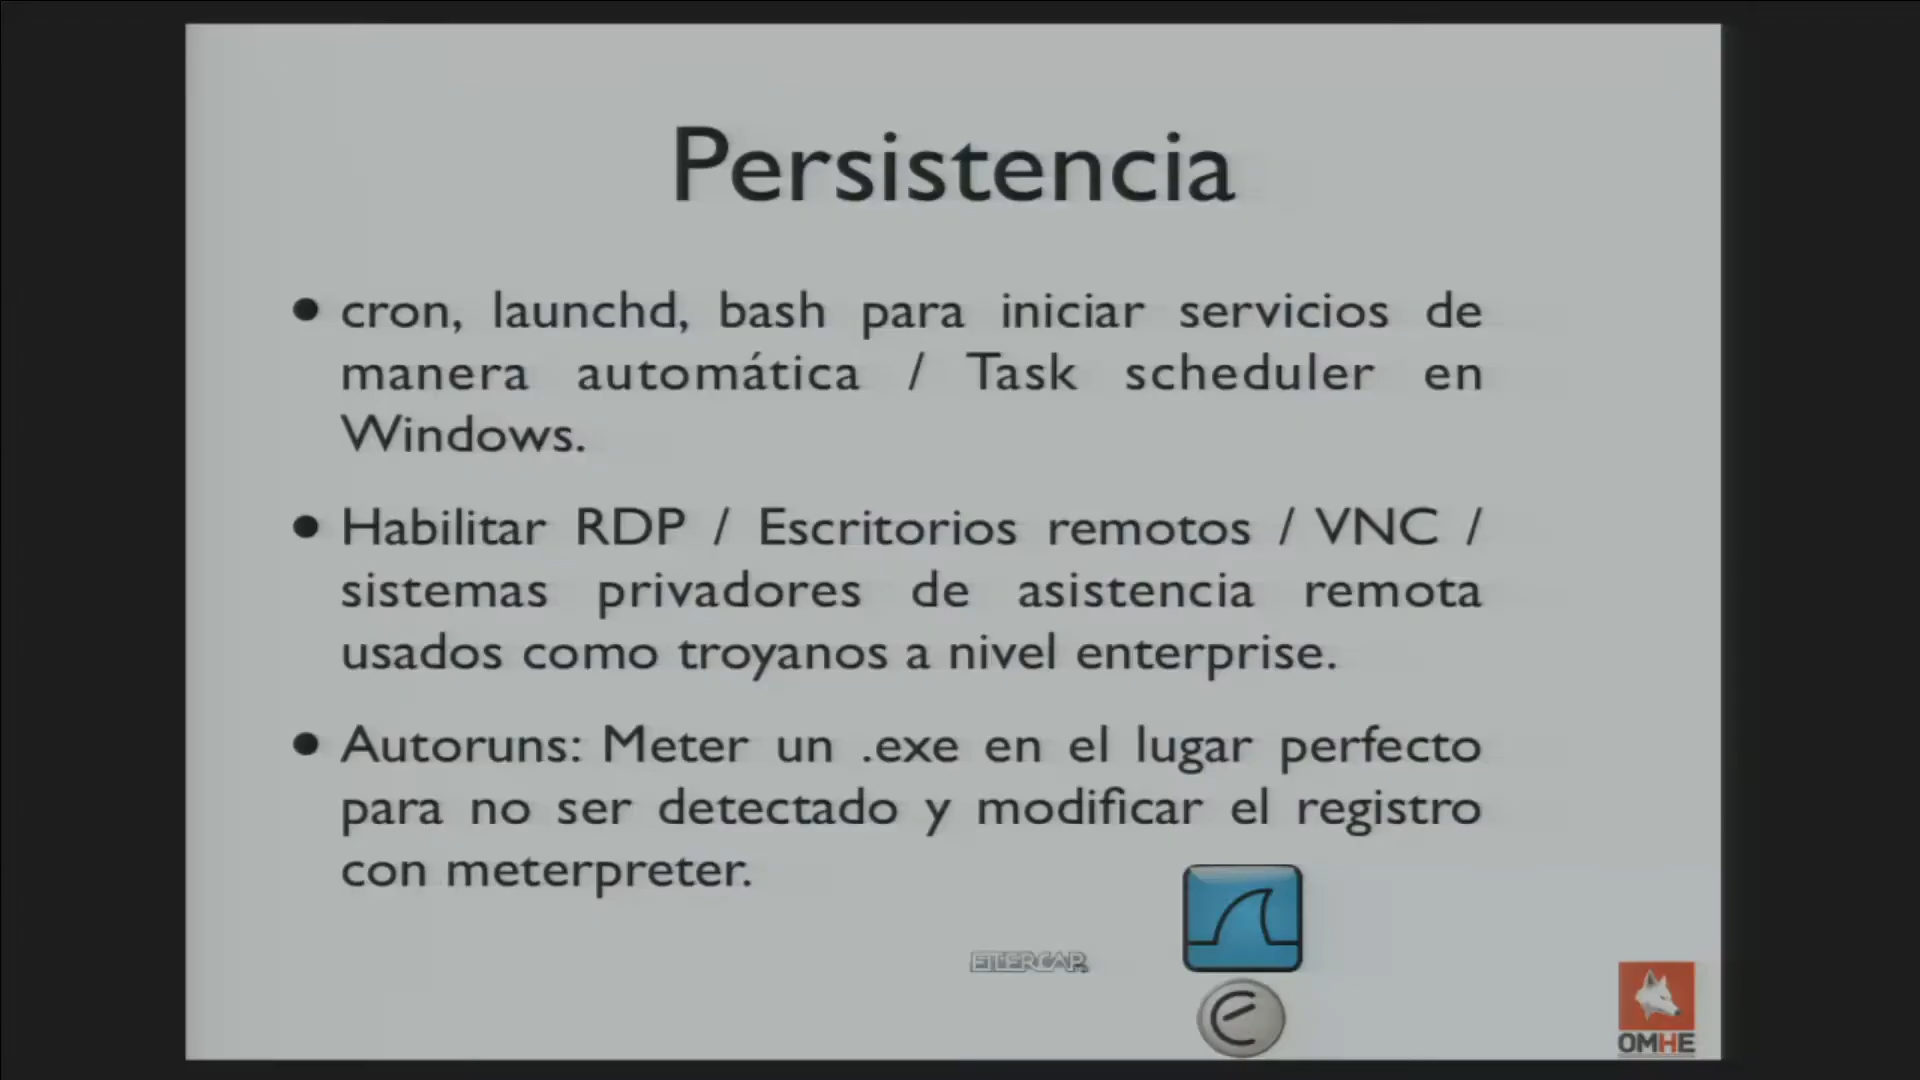 Persistencia
• cron, launchd, bash para iniciar servicios de
manera automática / Task scheduler en
Windows.
• Habilitar RDP / Escritorios remotos / VNC /
sistemas privadores de asistencia remota
usados como troyanos a nivel enterprise.
• Autoruns: Meter un .exe en el lugar perfecto
para no ser detectado y modificar el registro
con meterpreter.
ETTERCAP
OMHE